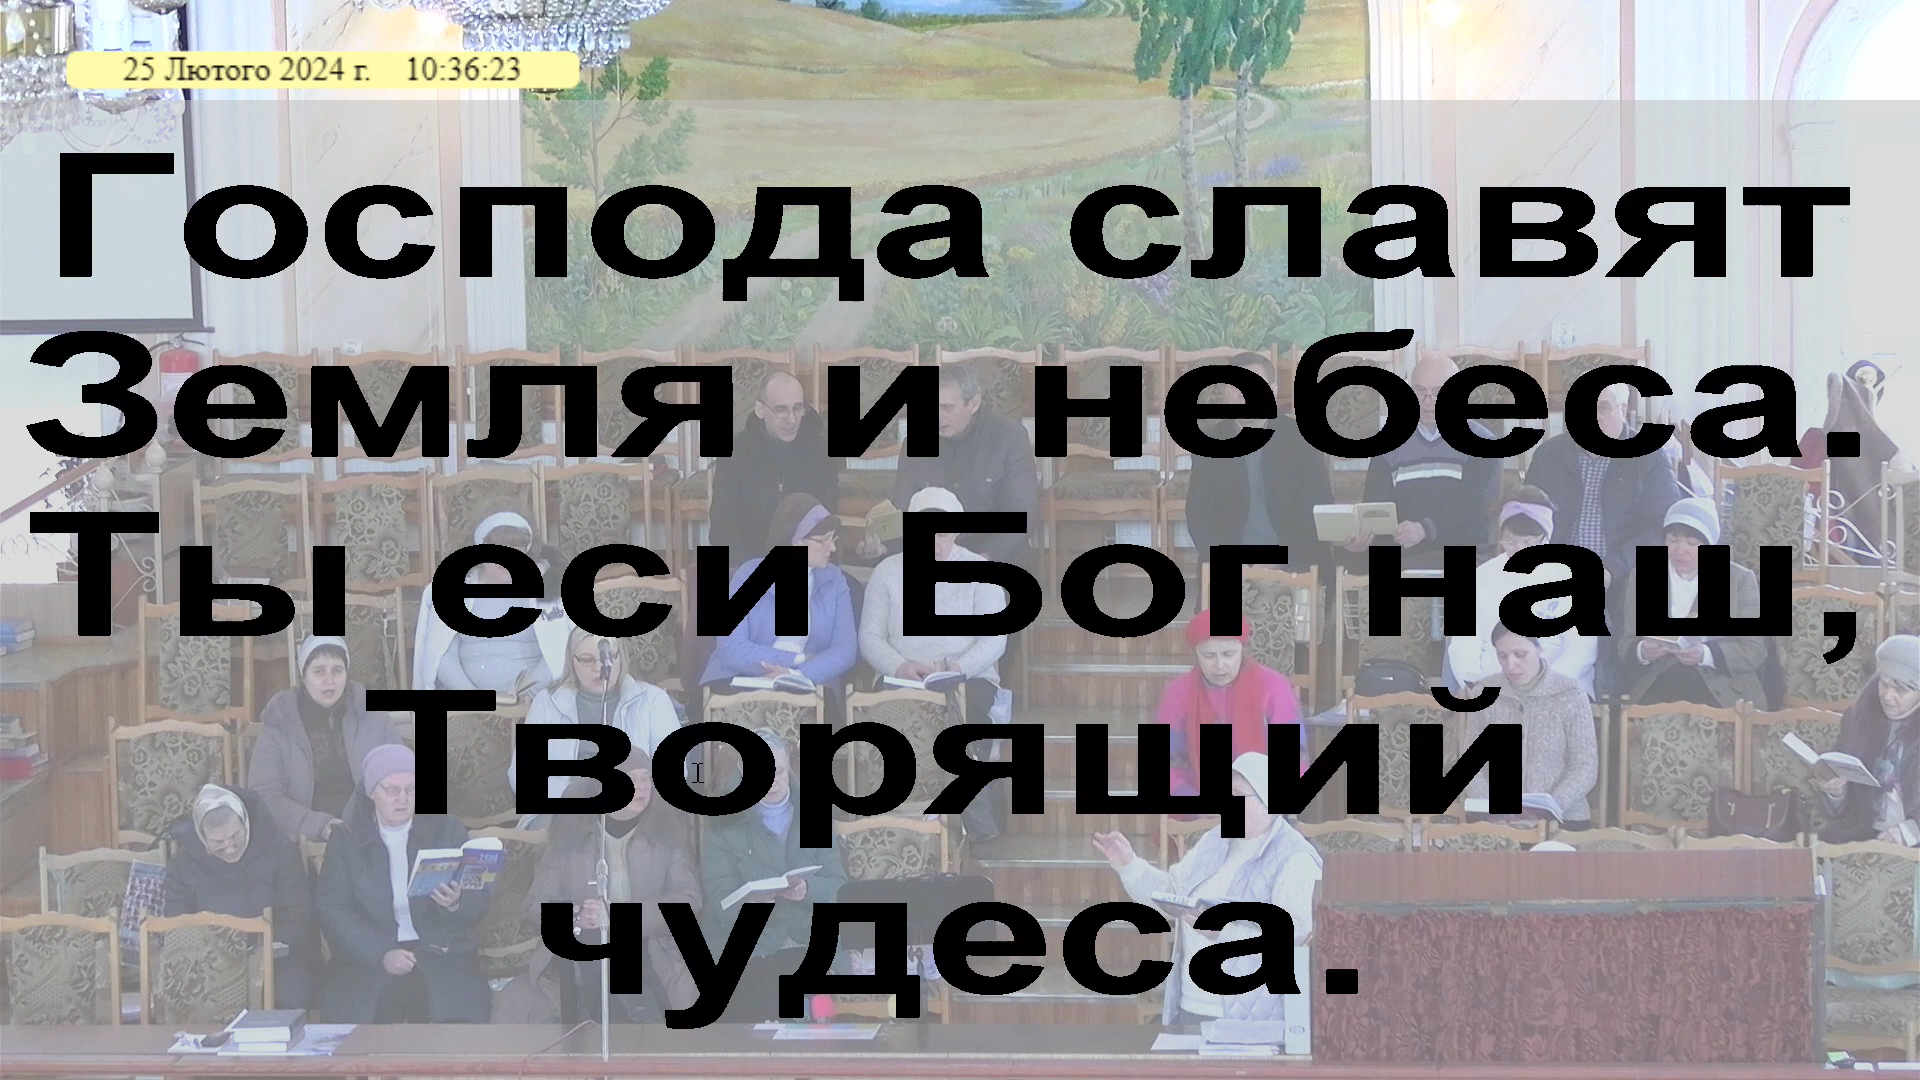 25 Лютого 2024 г. 10:36:23
Господа славят
Земля и небеса.
Ты еси Бог наш,
Творящий
чудеса.